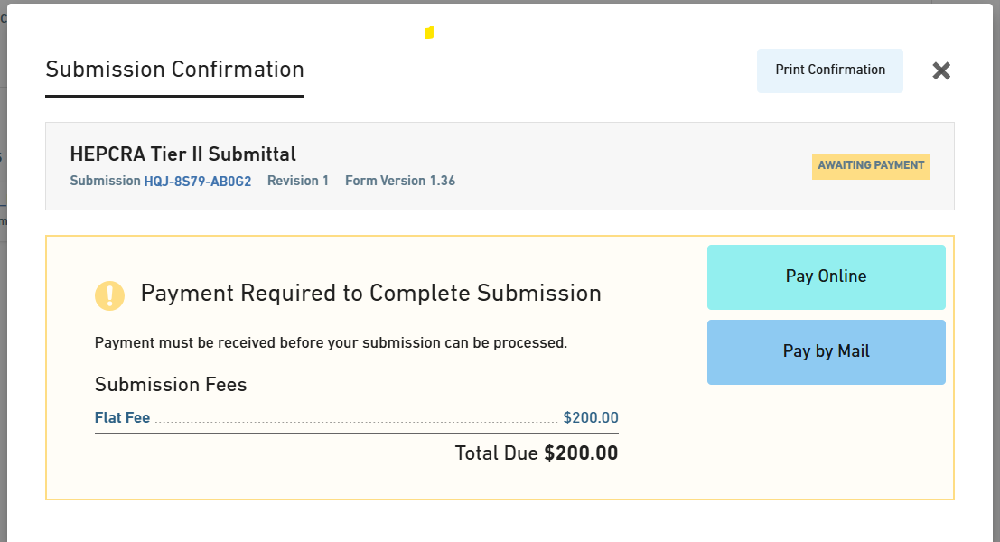 Submission Confirmation
Print Confirmation
HEPCRA Tier II Submittal
Submission HQJ-8S79-AB0G2 Revision 1 Form Version 1.36
AWAITING PAYMENT
Payment Required to Complete Submission
Pay Online
Pay by Mail
Payment must be received before your submission can be processed.
Submission Fees
Flat Fee $200.00
Total Due $200.00